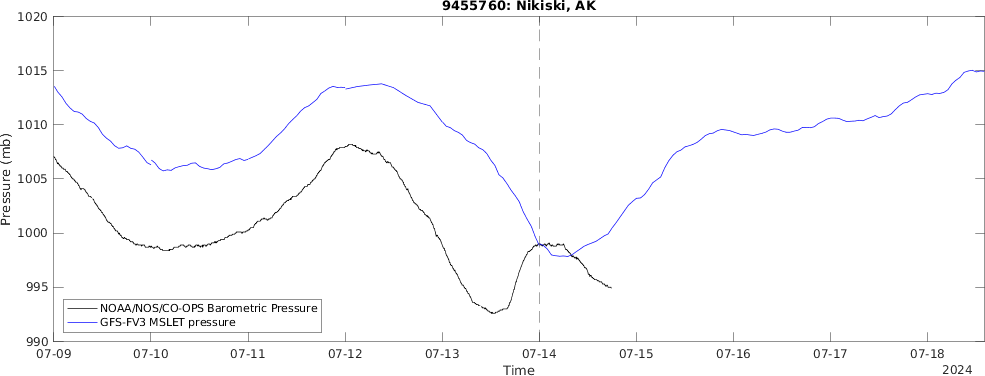 9455760: Nikiski, AK
Pressure (mb)
1020
1015
1010
1005
1000
995
990
NOAA/NOS/CO-OPS Barometric Pressure
GFS-FV3 MSLET pressure
07-09 07-10 07-11 07-12 07-13 07-14 07-15 07-16 07-17 07-18
Time
2024